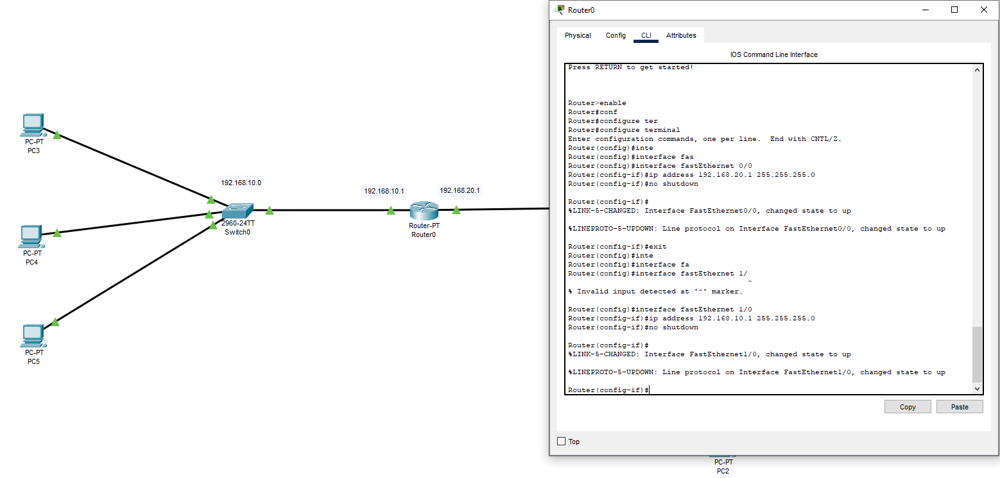 Router0
Physical Config CLI Attributes
IOS Command Line Interface
Press RETURN to get started!
Router>enable
Router#conf
Router#configure ter
Router#configure terminal
Enter configuration commands, one per line.  End with CNTL/Z.
Router(config)#inte
Router(config)#interface fas
Router(config)#interface fastEthernet 0/0
Router(config-if)#ip address 192.168.20.1 255.255.255.0
Router(config-if)#no shutdown
Router(config-if)#
%LINK-5-CHANGED: Interface FastEthernet0/0, changed state to up
%LINEPROTO-5-UPDOWN: Line protocol on Interface FastEthernet0/0, changed state to up
Router(config-if)#exit
Router(config)#inte
Router(config)#interface fa
Router(config)#interface fastEthernet 1/
^
% Invalid input detected at '^' marker.
Router(config)#interface fastEthernet 1/0
Router(config-if)#ip address 192.168.10.1 255.255.255.0
Router(config-if)#no shutdown
Router(config-if)#
%LINK-5-CHANGED: Interface FastEthernet1/0, changed state to up
%LINEPROTO-5-UPDOWN: Line protocol on Interface FastEthernet1/0, changed state to up
Router(config-if)#
Copy Paste
Top
PC-PT
PC3
192.168.10.0
192.168.10.1
192.168.20.1
2960-24TT
Switch0
Router-PT
Router0
PC-PT
PC4
PC-PT
PC5
PC-PT
PC2